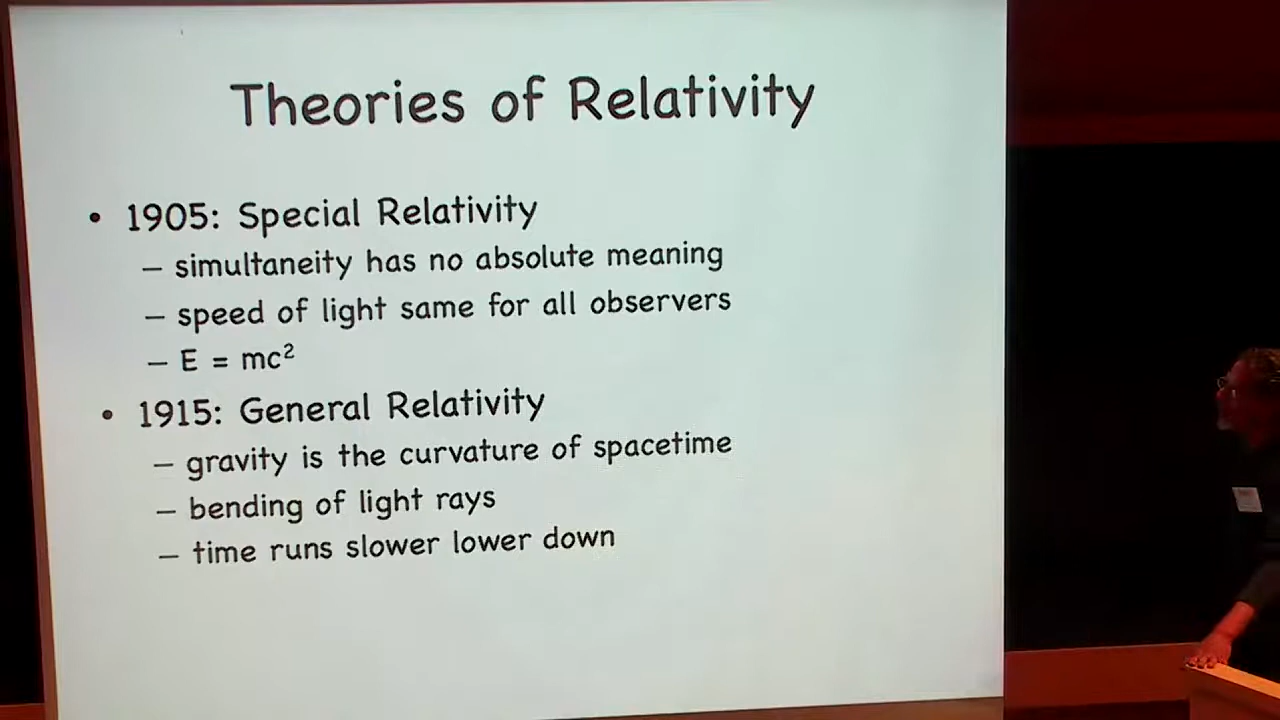 Theories of Relativity
• 1905: Special Relativity
– simultaneity has no absolute meaning
– speed of light same for all observers
– E = mc²
• 1915: General Relativity
– gravity is the curvature of spacetime
– bending of light rays
– time runs slower lower down